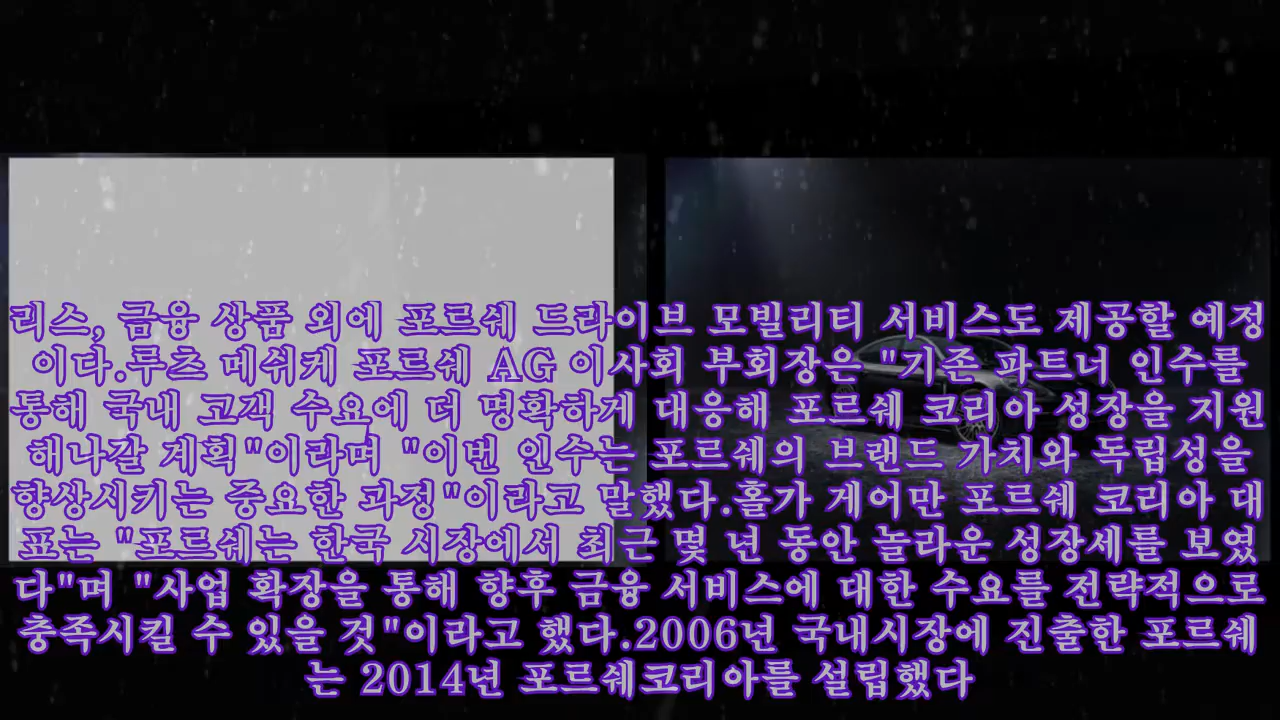 리스, 금융 상품 외에 포르쉐 드라이브 모빌리티 서비스도 제공할 예정
이다.루츠 메쉬케 포르쉐 AG 이사회 부회장은 "기존 파트너 인수를
통해 국내 고객 수요에 더 명확하게 대응해 포르쉐 코리아 성장을 지원
해나갈 계획"이라며 "이번 인수는 포르쉐의 브랜드 가치와 독립성을
향상시키는 중요한 과정"이라고 말했다.홀가 게어만 포르쉐 코리아 대
표는 "포르쉐는 한국 시장에서 최근 몇 년 동안 놀라운 성장세를 보였
다"며 "사업 확장을 통해 향후 금융 서비스에 대한 수요를 전략적으로
충족시킬 수 있을 것"이라고 했다.2006년 국내시장에 진출한 포르쉐
는 2014년 포르쉐코리아를 설립했다